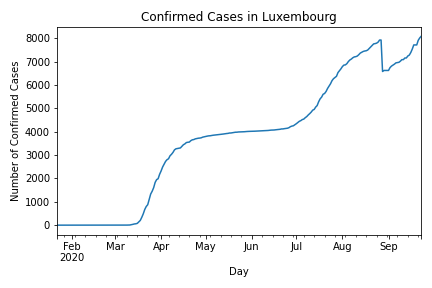 Confirmed Cases in Luxembourg
Number of Confirmed Cases
8000
7000
6000
5000
4000
3000
2000
1000
0
Feb Mar Apr May Jun Jul Aug Sep
2020
Day